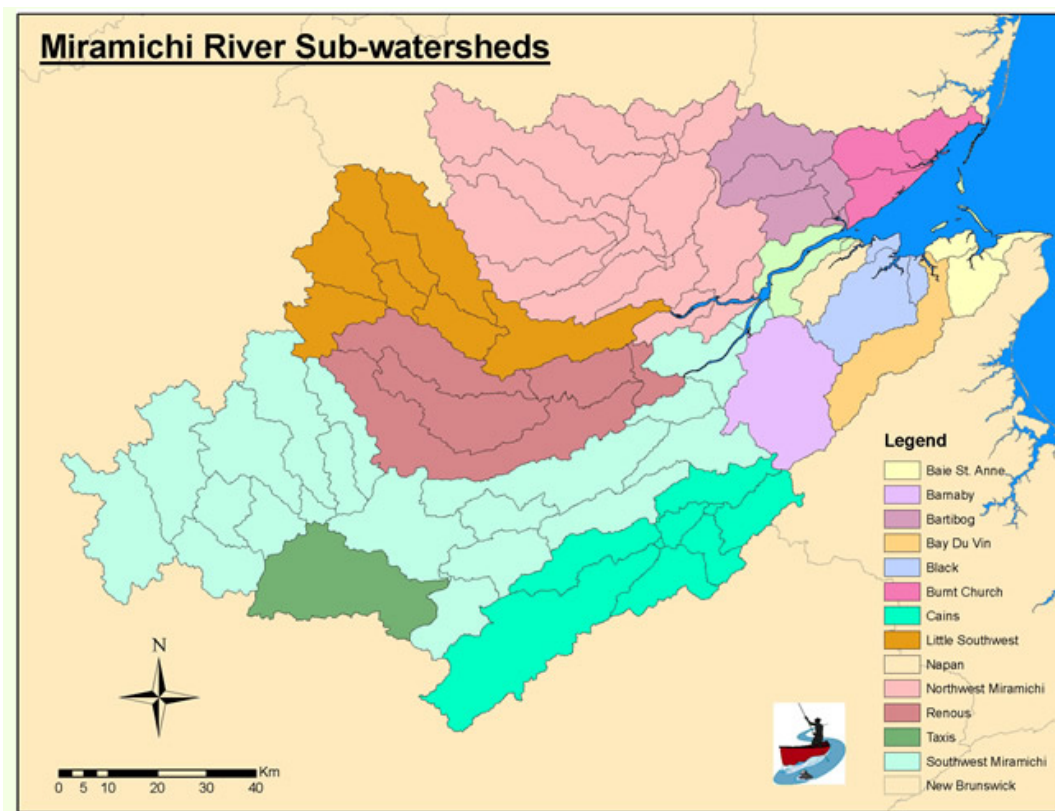 Miramichi River Sub-watersheds
Legend
Baie St. Anne
Barnaby
Bartibog
Bay Du Vin
Black
Burnt Church
Cains
Little Southwest
Napan
Northwest Miramichi
Renous
Taxis
Southwest Miramichi
New Brunswick
N
Km
0 5 10 20 30 40